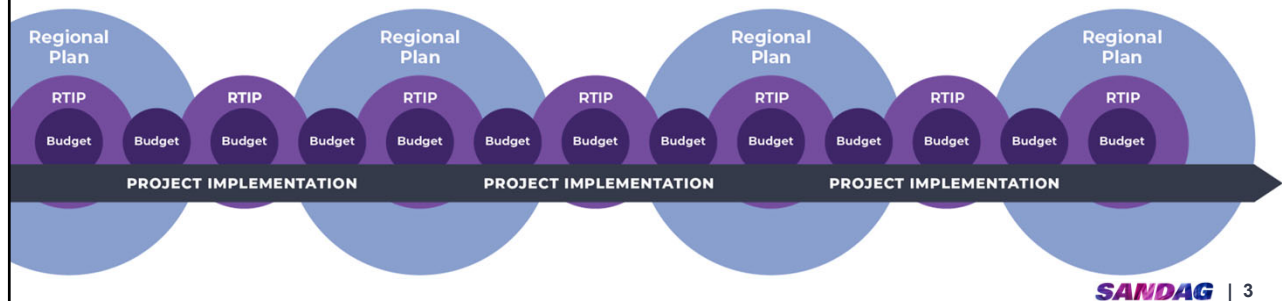 Regional
Plan
Regional
Plan
Regional
Plan
Regional
Plan
RTIP
RTIP
RTIP
RTIP
RTIP
RTIP
RTIP
Budget
Budget
Budget
Budget
Budget
Budget
Budget
Budget
Budget
Budget
Budget
Budget
Budget
PROJECT IMPLEMENTATION
PROJECT IMPLEMENTATION
PROJECT IMPLEMENTATION
SANDAG | 3